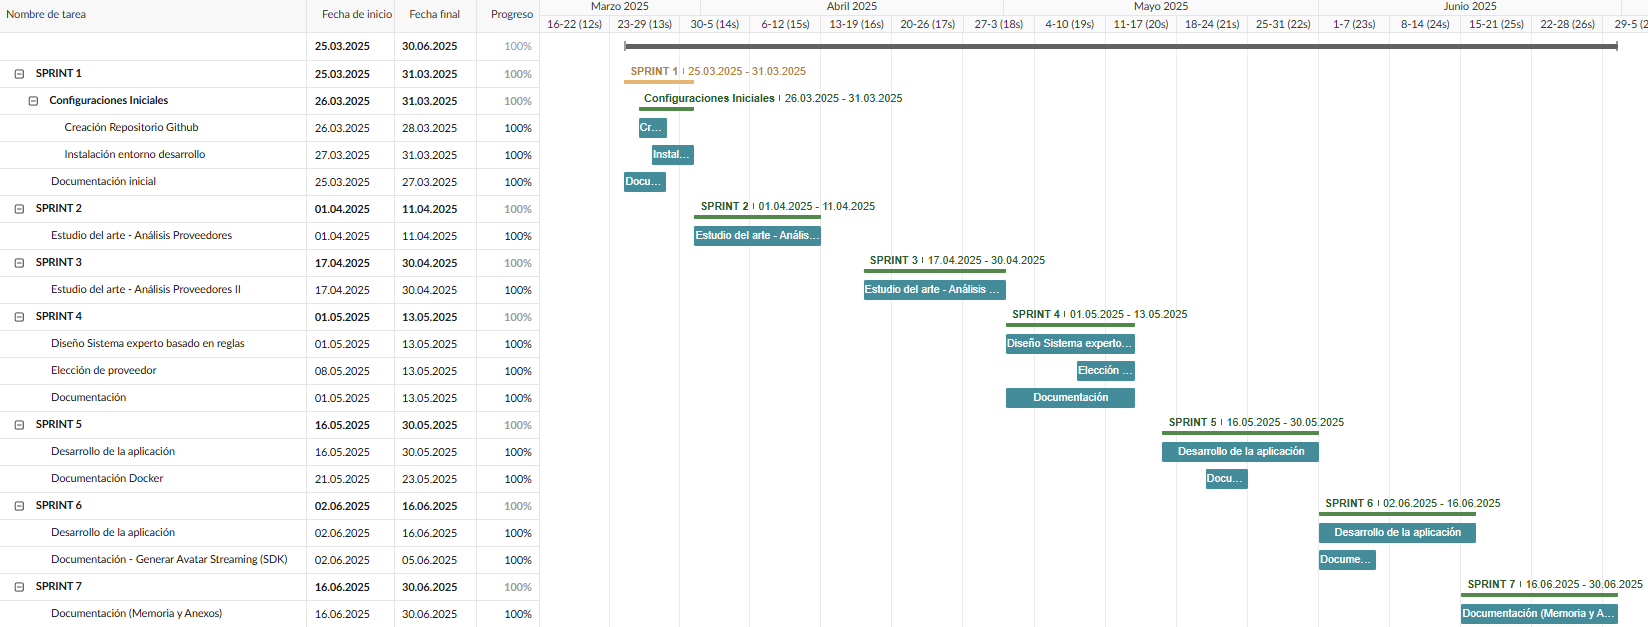 Nombre de tarea Fecha de inicio Fecha final Progreso Marzo 2025 Abril 2025 Mayo 2025 Junio 2025
16-22 (12s) 23-29 (13s) 30-5 (14s) 6-12 (15s) 13-19 (16s) 20-26 (17s) 27-3 (18s) 4-10 (19s) 11-17 (20s) 18-24 (21s) 25-31 (22s) 1-7 (23s) 8-14 (24s) 15-21 (25s) 22-28 (26s) 29-5 (2
25.03.2025 30.06.2025 100%
SPRINT 1 25.03.2025 31.03.2025 100% SPRINT 1 25.03.2025 - 31.03.2025
Configuraciones Iniciales 26.03.2025 31.03.2025 100% Configuraciones Iniciales 26.03.2025 - 31.03.2025
Creación Repositorio Github 26.03.2025 28.03.2025 100% Cr...
Instalación entorno desarrollo 27.03.2025 31.03.2025 100% Instal...
Documentación inicial 25.03.2025 27.03.2025 100% Docu...
SPRINT 2 01.04.2025 11.04.2025 100% SPRINT 2 01.04.2025 - 11.04.2025
Estudio del arte - Análisis Proveedores 01.04.2025 11.04.2025 100% Estudio del arte - Anális...
SPRINT 3 17.04.2025 30.04.2025 100% SPRINT 3 17.04.2025 - 30.04.2025
Estudio del arte - Análisis Proveedores II 17.04.2025 30.04.2025 100% Estudio del arte - Análisis ...
SPRINT 4 01.05.2025 13.05.2025 100% SPRINT 4 01.05.2025 - 13.05.2025
Diseño Sistema experto basado en reglas 01.05.2025 13.05.2025 100% Diseño Sistema experto...
Elección de proveedor 08.05.2025 13.05.2025 100% Elección ...
Documentación 01.05.2025 13.05.2025 100% Documentación
SPRINT 5 16.05.2025 30.05.2025 100% SPRINT 5 16.05.2025 - 30.05.2025
Desarrollo de la aplicación 16.05.2025 30.05.2025 100% Desarrollo de la aplicación
Documentación Docker 21.05.2025 23.05.2025 100% Docu...
SPRINT 6 02.06.2025 16.06.2025 100% SPRINT 6 02.06.2025 - 16.06.2025
Desarrollo de la aplicación 02.06.2025 16.06.2025 100% Desarrollo de la aplicación
Documentación - Generar Avatar Streaming (SDK) 02.06.2025 05.06.2025 100% Docume...
SPRINT 7 16.06.2025 30.06.2025 100% SPRINT 7 16.06.2025 - 30.06.2025
Documentación (Memoria y Anexos) 16.06.2025 30.06.2025 100% Documentación (Memoria y A...